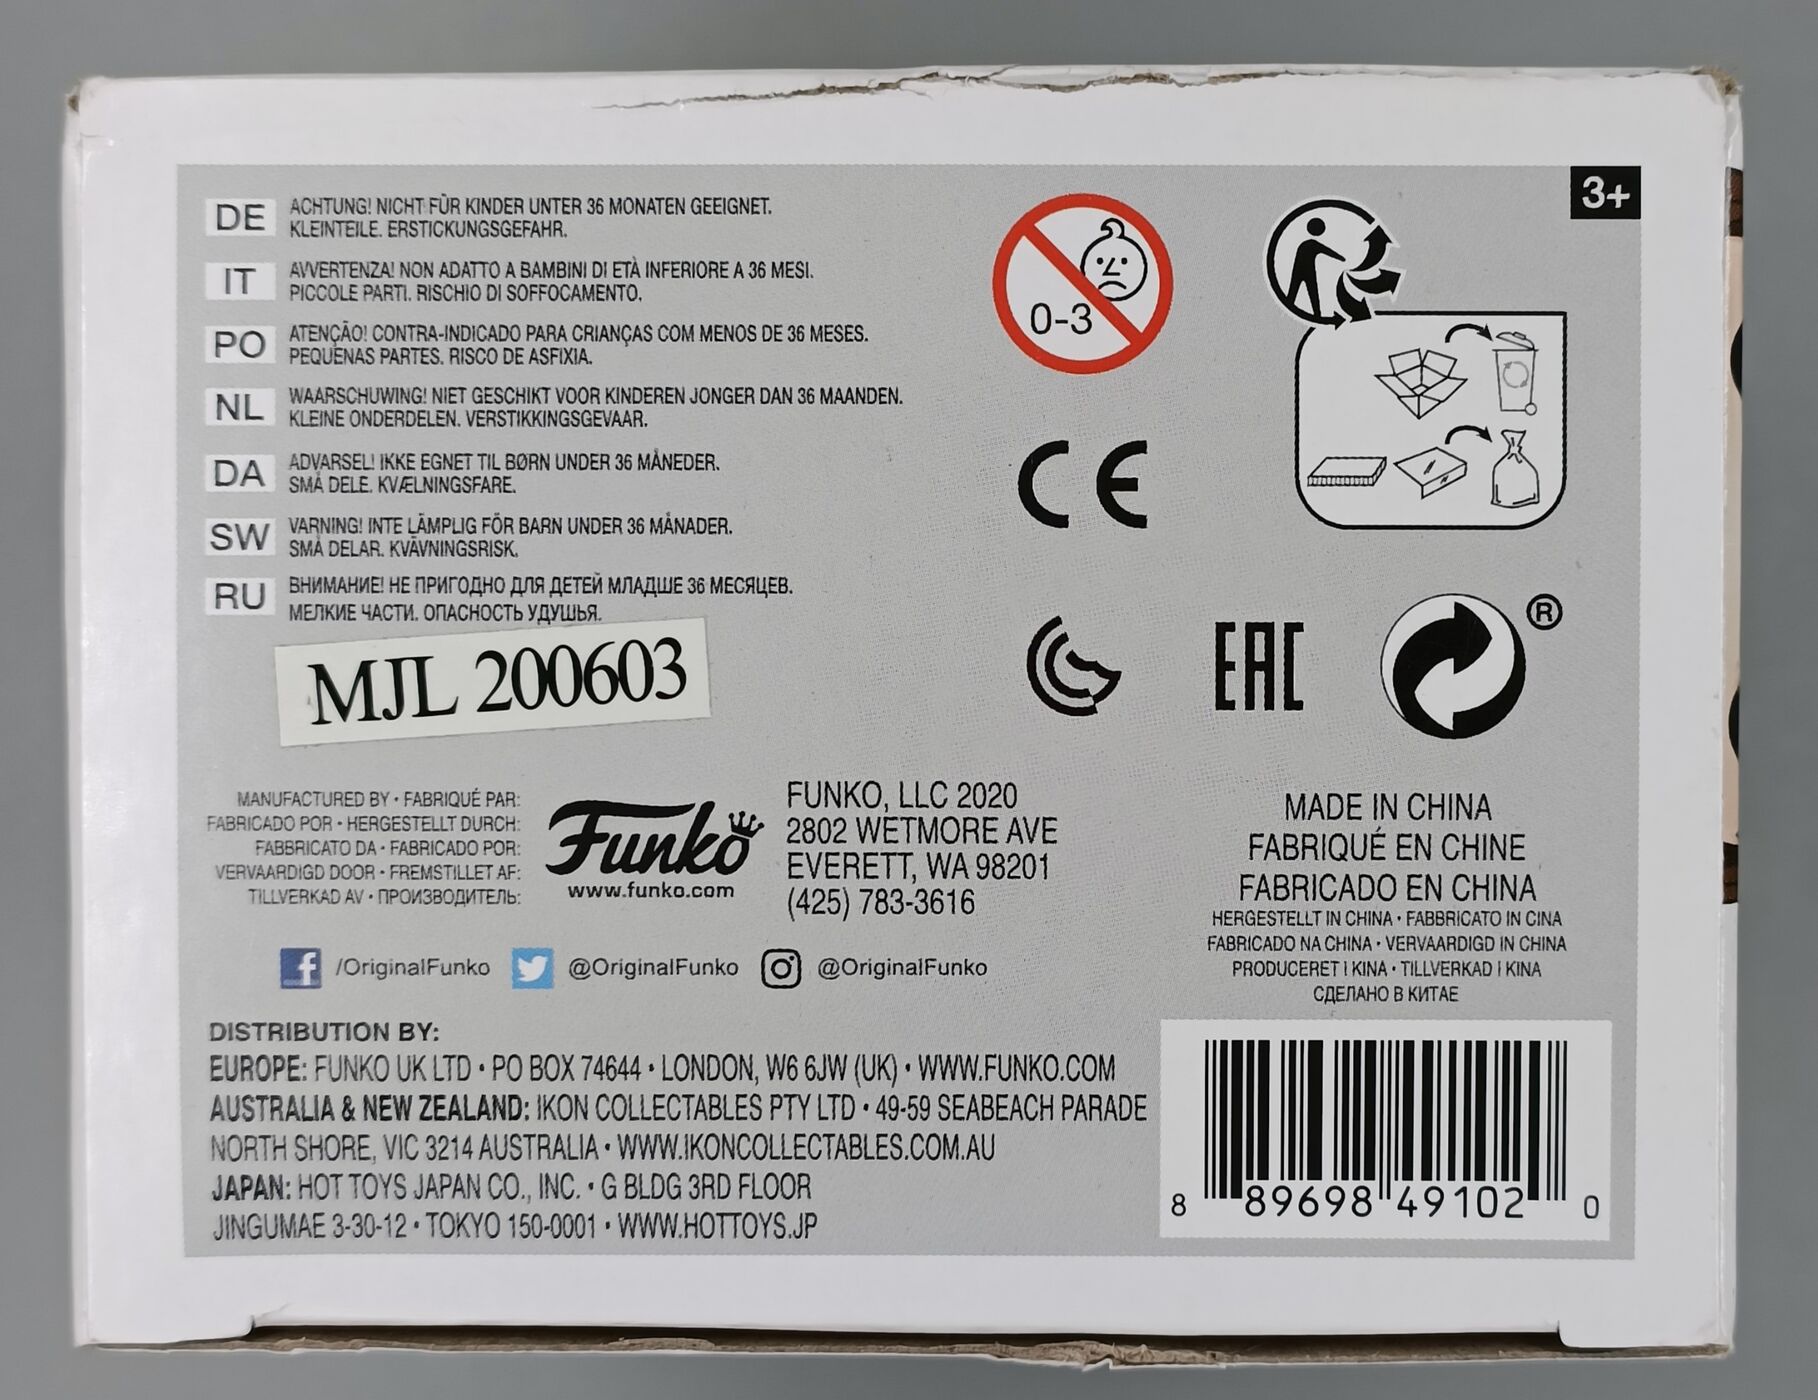 3+
DE ACHTUNG! NICHT FÜR KINDER UNTER 36 MONATEN GEEIGNET.
KLEINTEILE. ERSTICKUNGSGEFAHR.
IT AVVERTENZA! NON ADATTO A BAMBINI DI ETÀ INFERIORE A 36 MESI.
PICCOLE PARTI. RISCHIO DI SOFFOCAMENTO.
PO ATENÇÃO! CONTRA-INDICADO PARA CRIANÇAS COM MENOS DE 36 MESES.
PEQUENAS PARTES. RISCO DE ASFIXIA.
NL WAARSCHUWING! NIET GESCHIKT VOOR KINDEREN JONGER DAN 36 MAANDEN.
KLEINE ONDERDELEN. VERSTIKKINGSGEVAAR.
DA ADVARSEL! IKKE EGNET TIL BØRN UNDER 36 MÅNEDER.
SMÅ DELE. KVÆLNINGSFARE.
SW VARNING! INTE LÄMPLIG FÖR BARN UNDER 36 MÅNADER.
SMÅ DELAR. KVÄVNINGSRISK.
RU ВНИМАНИЕ! НЕ ПРИГОДНО ДЛЯ ДЕТЕЙ МЛАДШЕ 36 МЕСЯЦЕВ.
МЕЛКИЕ ЧАСТИ. ОПАСНОСТЬ УДУШЬЯ.
0-3
CE
EAC
®
MJL 200603
MANUFACTURED BY • FABRIQUÉ PAR:
FABRICADO POR • HERGESTELLT DURCH:
FABBRICATO DA • FABRICADO POR:
VERVAARDIGD DOOR • FREMSTILLET AF:
TILLVERKAD AV • ПРОИЗВОДИТЕЛЬ:
Funko
www.funko.com
FUNKO, LLC 2020
2802 WETMORE AVE
EVERETT, WA 98201
(425) 783-3616
MADE IN CHINA
FABRIQUÉ EN CHINE
FABRICADO EN CHINA
HERGESTELLT IN CHINA • FABBRICATO IN CINA
FABRICADO NA CHINA • VERVAARDIGD IN CHINA
PRODUCERET I KINA • TILLVERKAD I KINA
СДЕЛАНО В КИТАЕ
f /OriginalFunko @OriginalFunko @OriginalFunko
DISTRIBUTION BY:
EUROPE: FUNKO UK LTD • PO BOX 74644 • LONDON, W6 6JW (UK) • WWW.FUNKO.COM
AUSTRALIA & NEW ZEALAND: IKON COLLECTABLES PTY LTD • 49-59 SEABEACH PARADE
NORTH SHORE, VIC 3214 AUSTRALIA • WWW.IKONCOLLECTABLES.COM.AU
JAPAN: HOT TOYS JAPAN CO., INC. • G BLDG 3RD FLOOR
JINGUMAE 3-30-12 • TOKYO 150-0001 • WWW.HOTTOYS.JP
8 89698 49102 0